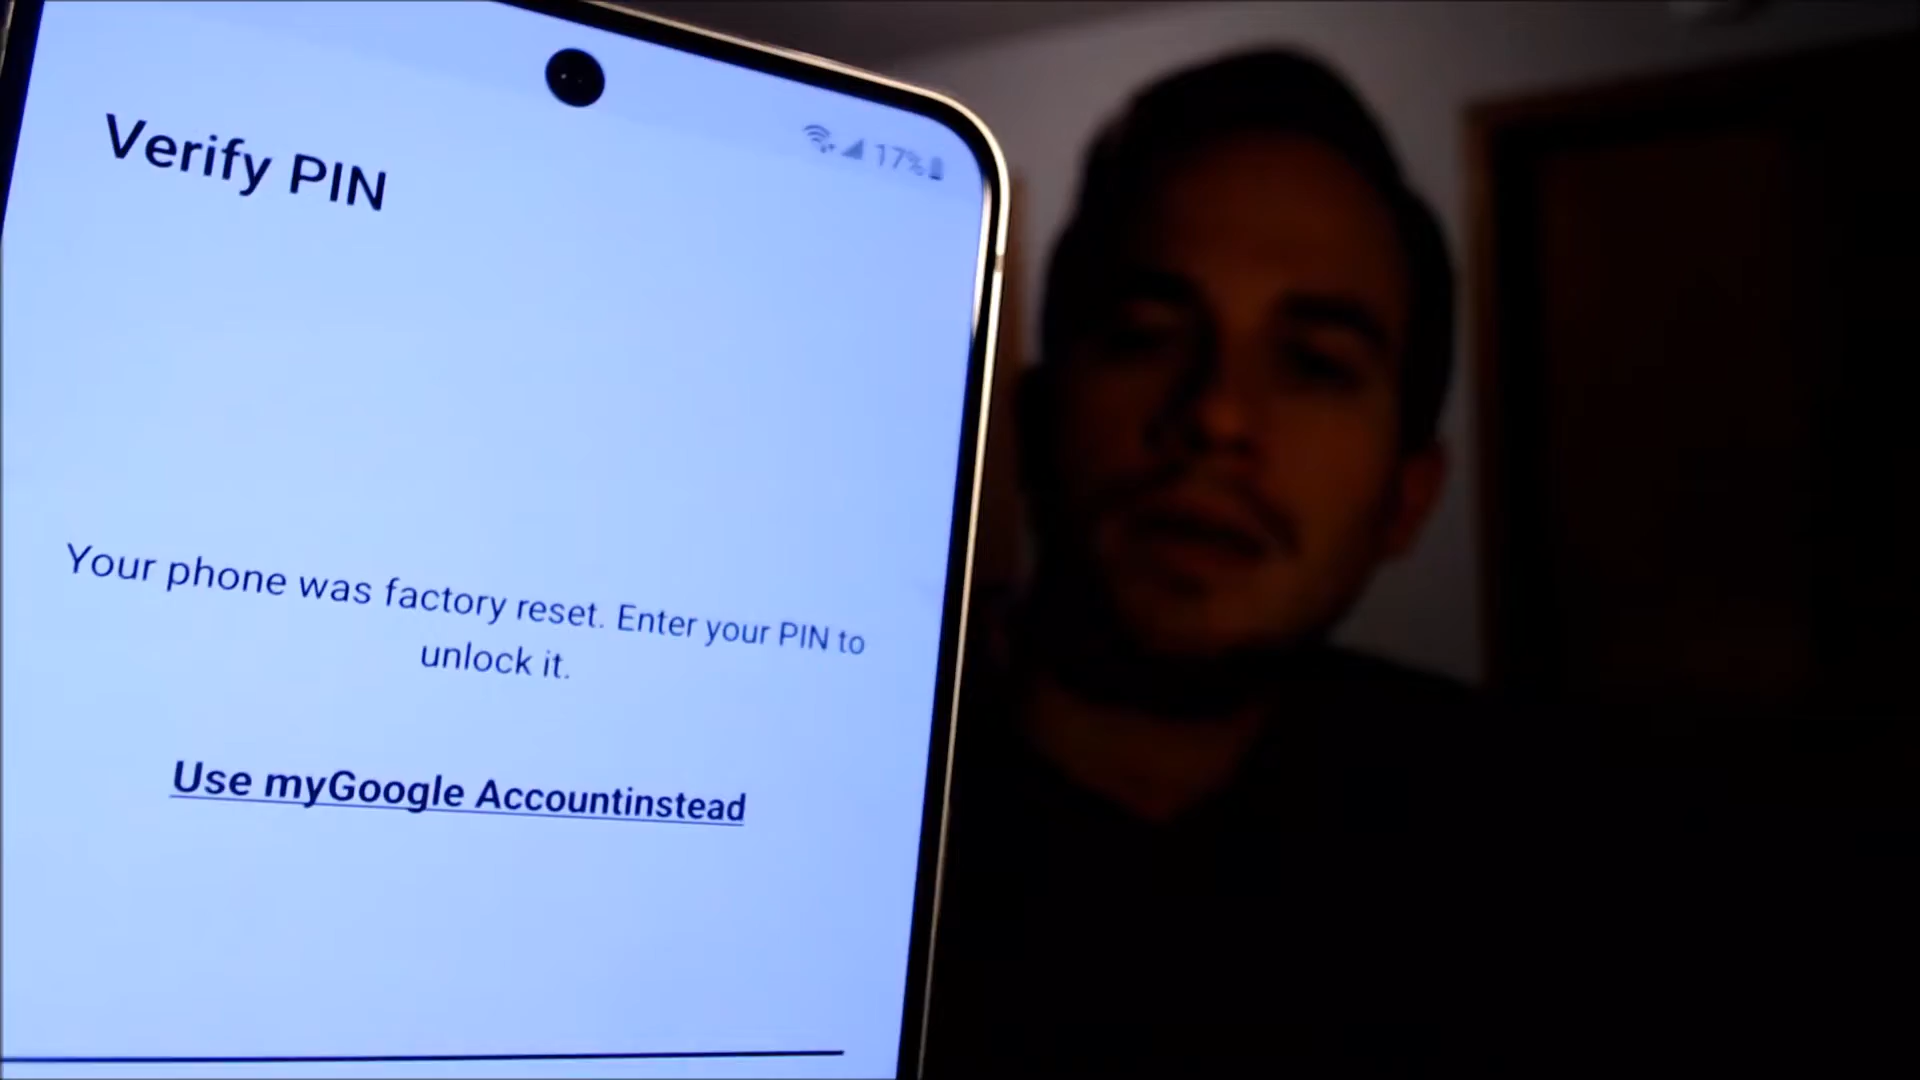 17%
Verify PIN
Your phone was factory reset. Enter your PIN to
unlock it.
Use myGoogle Accountinstead